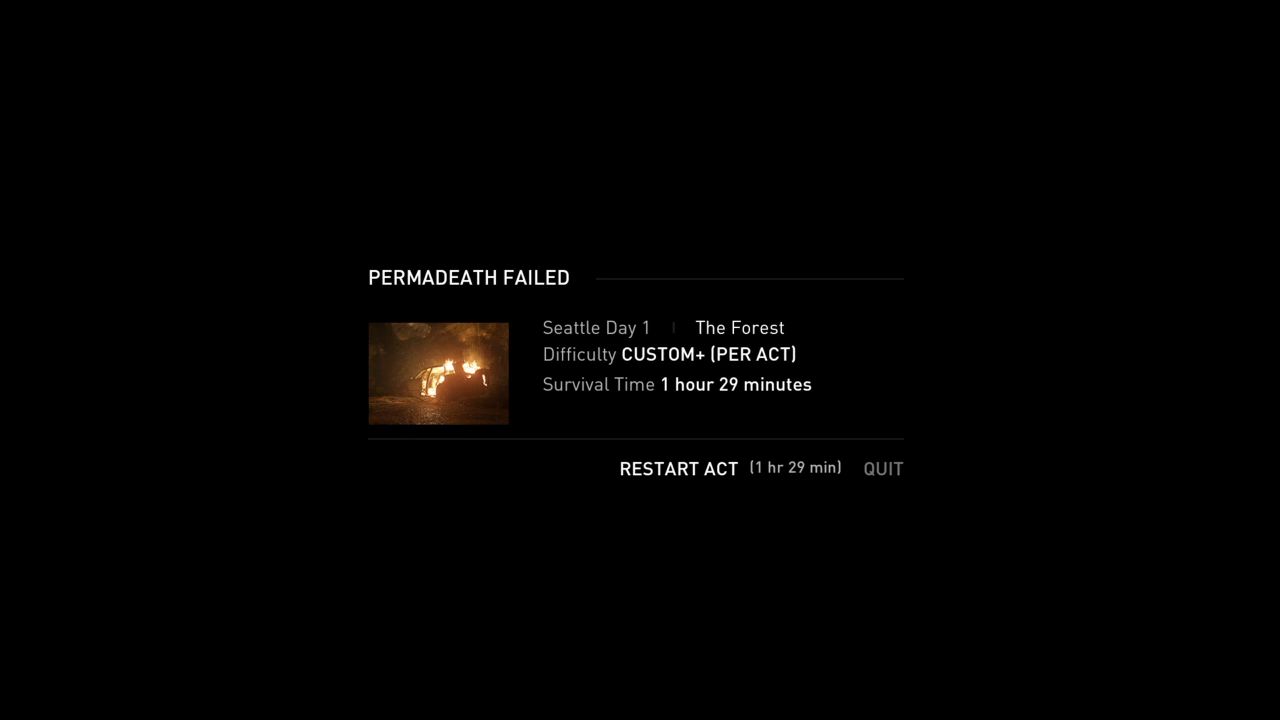 PERMADEATH FAILED
Seattle Day 1 | The Forest
Difficulty CUSTOM+ (PER ACT)
Survival Time 1 hour 29 minutes
RESTART ACT (1 hr 29 min) QUIT